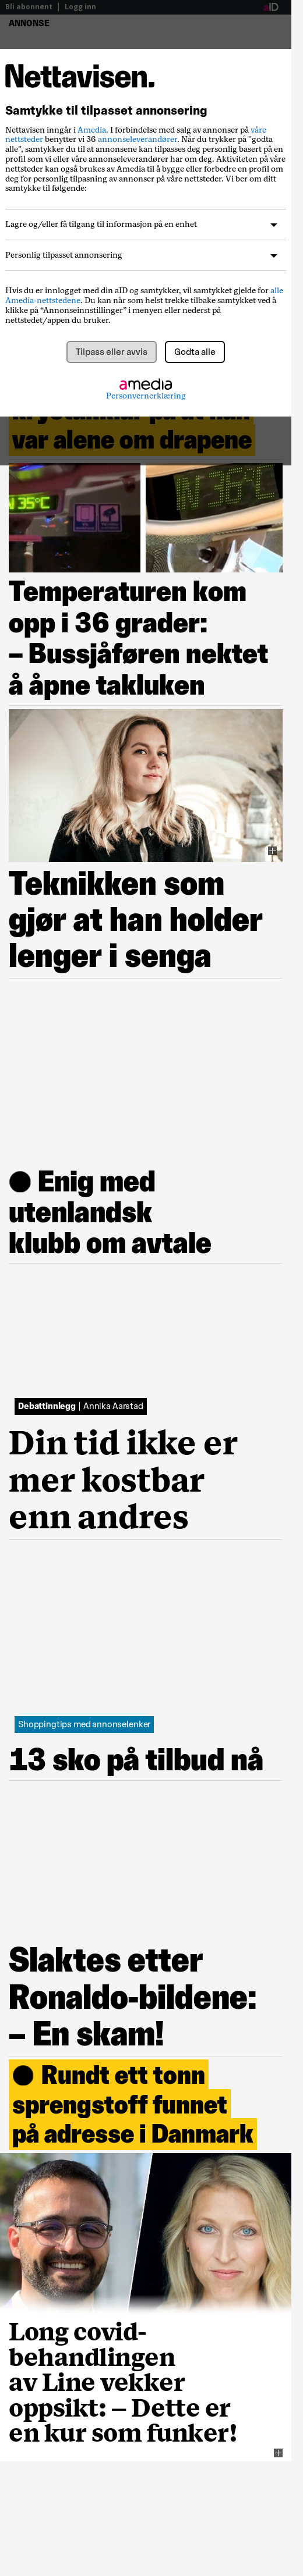 Bli abonnent | Logg inn
aID
ANNONSE
Nettavisen.
Samtykke til tilpasset annonsering
Nettavisen inngår i Amedia. I forbindelse med salg av annonser på våre
nettsteder benytter vi 36 annonseleverandører. Når du trykker på "godta
alle", samtykker du til at annonsene kan tilpasses deg personlig basert på en
profil som vi eller våre annonseleverandører har om deg. Aktiviteten på våre
nettsteder kan også brukes av Amedia til å bygge eller forbedre en profil om
deg for personlig tilpasning av annonser på våre nettsteder. Vi ber om ditt
samtykke til følgende:
Lagre og/eller få tilgang til informasjon på en enhet
Personlig tilpasset annonsering
Hvis du er innlogget med din aID og samtykker, vil samtykket gjelde for alle
Amedia-nettstedene. Du kan når som helst trekke tilbake samtykket ved å
klikke på “Annonseinnstillinger” i menyen eller nederst på
nettstedet/appen du bruker.
Tilpass eller avvis
Godta alle
amedia
Personvernerklæring
var alene om drapene
IN 35°C
IN-36°C
Temperaturen kom
opp i 36 grader:
– Bussjåføren nektet
å åpne takluken
Teknikken som
gjør at han holder
lenger i senga
● Enig med
utenlandsk
klubb om avtale
Debattinnlegg | Annika Aarstad
Din tid ikke er
mer kostbar
enn andres
Shoppingtips med annonselenker
13 sko på tilbud nå
Slaktes etter
Ronaldo-bildene:
– En skam!
● Rundt ett tonn
sprengstoff funnet
på adresse i Danmark
Long covid-
behandlingen
av Line vekker
oppsikt: – Dette er
en kur som funker!